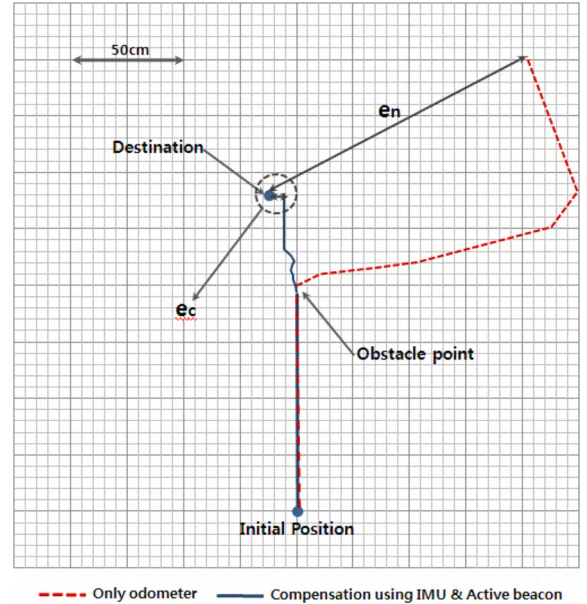 50cm
en
Destination
ec
Obstacle point
Initial Position
Only odometer
Compensation using IMU & Active beacon